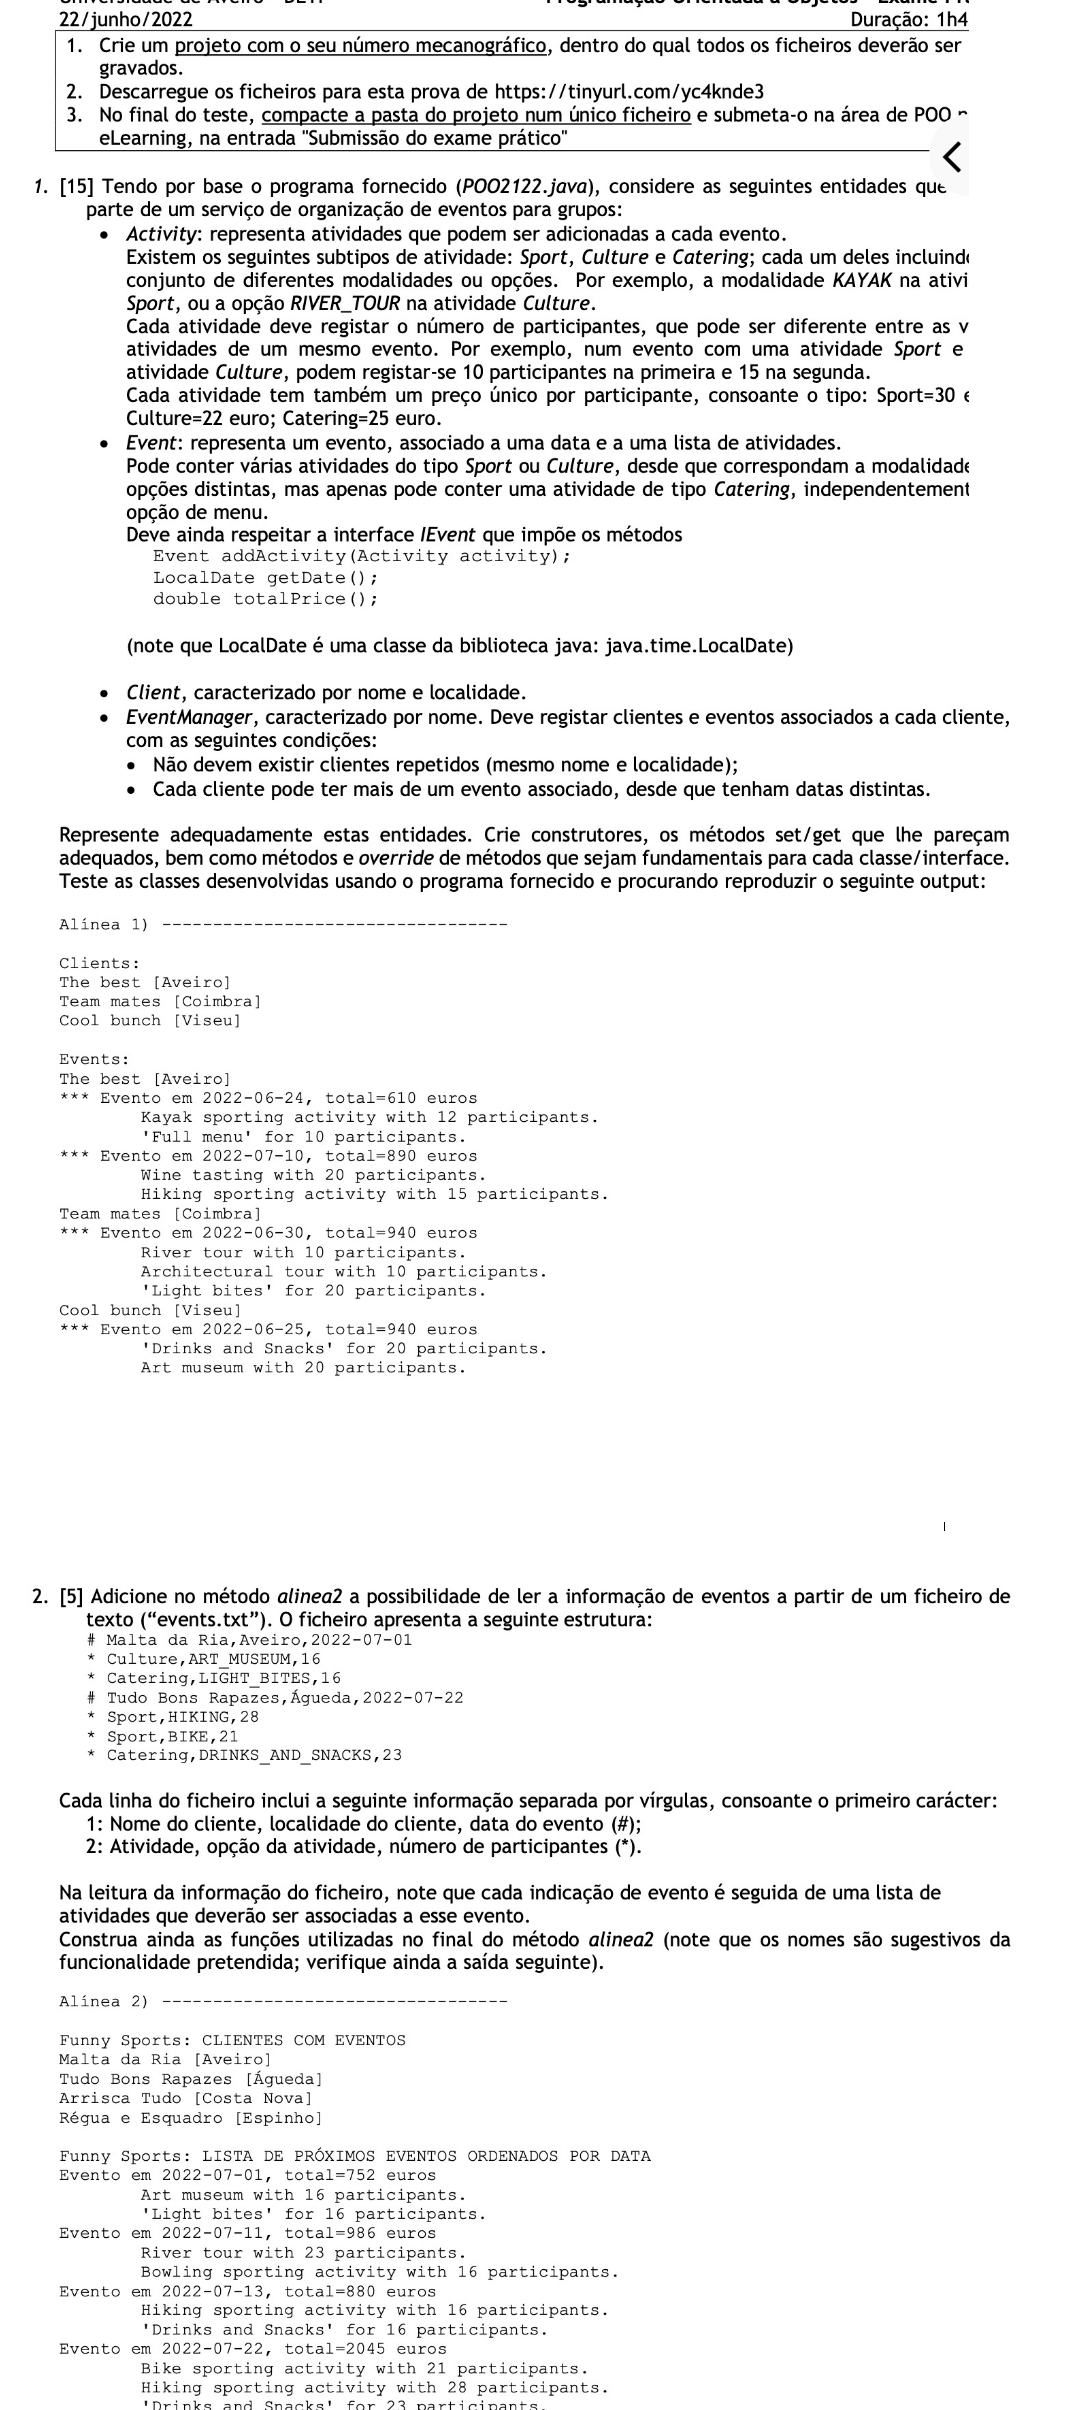 22/junho/2022 Duração: 1h4
1. Crie um projeto com o seu número mecanográfico, dentro do qual todos os ficheiros deverão ser
gravados.
2. Descarregue os ficheiros para esta prova de https://tinyurl.com/yc4knde3
3. No final do teste, compacte a pasta do projeto num único ficheiro e submeta-o na área de POO
eLearning, na entrada "Submissão do exame prático"
1. [15] Tendo por base o programa fornecido (POO2122.java), considere as seguintes entidades que
parte de um serviço de organização de eventos para grupos:
• Activity: representa atividades que podem ser adicionadas a cada evento.
Existem os seguintes subtipos de atividade: Sport, Culture e Catering; cada um deles incluind
conjunto de diferentes modalidades ou opções. Por exemplo, a modalidade KAYAK na ativi
Sport, ou a opção RIVER_TOUR na atividade Culture.
Cada atividade deve registar o número de participantes, que pode ser diferente entre as v
atividades de um mesmo evento. Por exemplo, num evento com uma atividade Sport e
atividade Culture, podem registar-se 10 participantes na primeira e 15 na segunda.
Cada atividade tem também um preço único por participante, consoante o tipo: Sport=30 e
Culture=22 euro; Catering=25 euro.
• Event: representa um evento, associado a uma data e a uma lista de atividades.
Pode conter várias atividades do tipo Sport ou Culture, desde que correspondam a modalidade
opções distintas, mas apenas pode conter uma atividade de tipo Catering, independentement
opção de menu.
Deve ainda respeitar a interface IEvent que impõe os métodos
Event addActivity(Activity activity);
LocalDate getDate();
double totalPrice();
(note que LocalDate é uma classe da biblioteca java: java.time.LocalDate)
• Client, caracterizado por nome e localidade.
• EventManager, caracterizado por nome. Deve registar clientes e eventos associados a cada cliente,
com as seguintes condições:
• Não devem existir clientes repetidos (mesmo nome e localidade);
• Cada cliente pode ter mais de um evento associado, desde que tenham datas distintas.
Represente adequadamente estas entidades. Crie construtores, os métodos set/get que lhe pareçam
adequados, bem como métodos e override de métodos que sejam fundamentais para cada classe/interface.
Teste as classes desenvolvidas usando o programa fornecido e procurando reproduzir o seguinte output:
Alínea 1) ----------------------------------
Clients:
The best [Aveiro]
Team mates [Coimbra]
Cool bunch [Viseu]
Events:
The best [Aveiro]
*** Evento em 2022-06-24, total=610 euros
Kayak sporting activity with 12 participants.
'Full menu' for 10 participants.
*** Evento em 2022-07-10, total=890 euros
Wine tasting with 20 participants.
Hiking sporting activity with 15 participants.
Team mates [Coimbra]
*** Evento em 2022-06-30, total=940 euros
River tour with 10 participants.
Architectural tour with 10 participants.
'Light bites' for 20 participants.
Cool bunch [Viseu]
*** Evento em 2022-06-25, total=940 euros
'Drinks and Snacks' for 20 participants.
Art museum with 20 participants.
2. [5] Adicione no método alinea2 a possibilidade de ler a informação de eventos a partir de um ficheiro de
texto (“events.txt”). O ficheiro apresenta a seguinte estrutura:
# Malta da Ria,Aveiro,2022-07-01
* Culture,ART_MUSEUM,16
* Catering,LIGHT_BITES,16
# Tudo Bons Rapazes,Águeda,2022-07-22
* Sport,HIKING,28
* Sport,BIKE,21
* Catering,DRINKS_AND_SNACKS,23
Cada linha do ficheiro inclui a seguinte informação separada por vírgulas, consoante o primeiro carácter:
1: Nome do cliente, localidade do cliente, data do evento (#);
2: Atividade, opção da atividade, número de participantes (*).
Na leitura da informação do ficheiro, note que cada indicação de evento é seguida de uma lista de
atividades que deverão ser associadas a esse evento.
Construa ainda as funções utilizadas no final do método alinea2 (note que os nomes são sugestivos da
funcionalidade pretendida; verifique ainda a saída seguinte).
Alínea 2) ----------------------------------
Funny Sports: CLIENTES COM EVENTOS
Malta da Ria [Aveiro]
Tudo Bons Rapazes [Águeda]
Arrisca Tudo [Costa Nova]
Régua e Esquadro [Espinho]
Funny Sports: LISTA DE PRÓXIMOS EVENTOS ORDENADOS POR DATA
Evento em 2022-07-01, total=752 euros
Art museum with 16 participants.
'Light bites' for 16 participants.
Evento em 2022-07-11, total=986 euros
River tour with 23 participants.
Bowling sporting activity with 16 participants.
Evento em 2022-07-13, total=880 euros
Hiking sporting activity with 16 participants.
'Drinks and Snacks' for 16 participants.
Evento em 2022-07-22, total=2045 euros
Bike sporting activity with 21 participants.
Hiking sporting activity with 28 participants.
'Drinks and Snacks' for 23 participants.